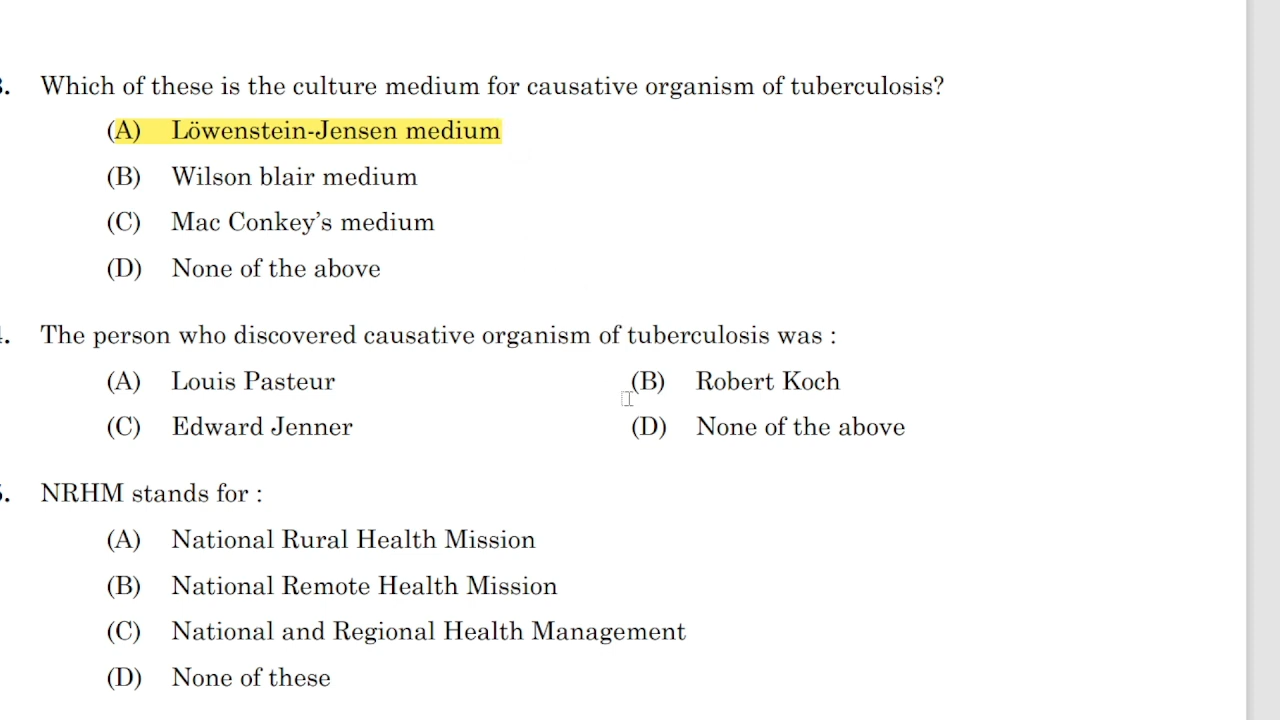 3. Which of these is the culture medium for causative organism of tuberculosis?
(A) Löwenstein-Jensen medium
(B) Wilson blair medium
(C) Mac Conkey’s medium
(D) None of the above
. The person who discovered causative organism of tuberculosis was :
(A) Louis Pasteur (B) Robert Koch
(C) Edward Jenner (D) None of the above
. NRHM stands for :
(A) National Rural Health Mission
(B) National Remote Health Mission
(C) National and Regional Health Management
(D) None of these